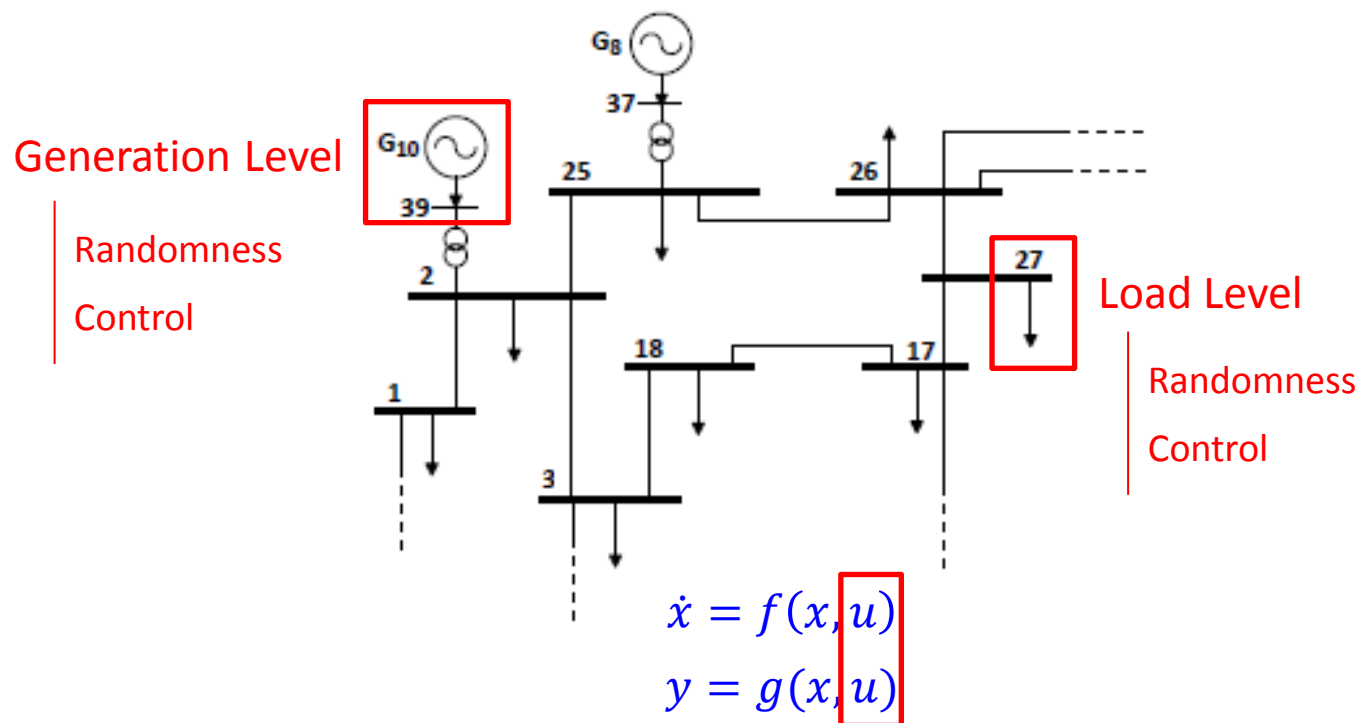 G8
37
G10
39
Generation Level
Randomness
Control
25
26
2
27
Load Level
Randomness
Control
18
17
1
3
ẋ = f(x, u)
y = g(x, u)